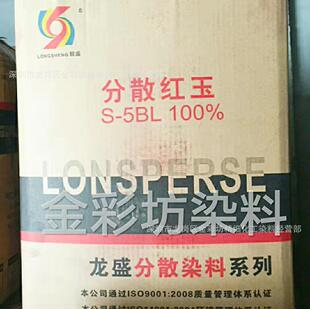 LONGSHENG 龙盛
分散红玉
S-5BL 100%
LONSPERSE
金彩坊染料
龙盛分散染料系列
本公司通过ISO9001:2008质量管理体系认证